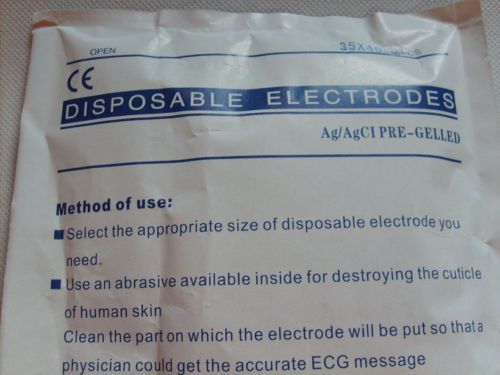 OPEN
CE
DISPOSABLE ELECTRODES
Ag/AgCI PRE-GELLED
Method of use:
■ Select the appropriate size of disposable electrode you
need.
■ Use an abrasive available inside for destroying the cuticle
of human skin
Clean the part on which the electrode will be put so that a
physician could get the accurate ECG message